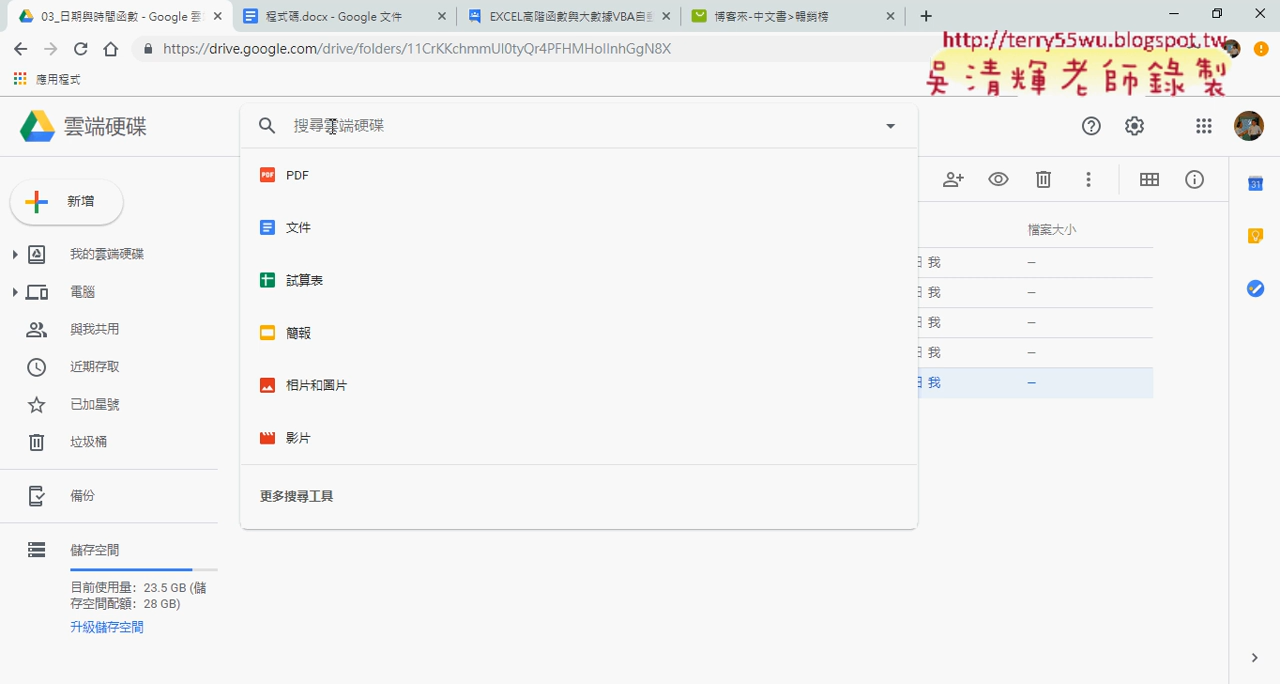 03_日期與時間函數 - Google 雲
程式碼.docx - Google 文件
EXCEL高階函數與大數據VBA自動
博客來-中文書>暢銷榜
https://drive.google.com/drive/folders/11CrKKchmmUI0tyQr4PFHMHolInhGgN8X
http://terry55wu.blogspot.tw
吳清輝老師錄製
應用程式
雲端硬碟
搜尋雲端硬碟
PDF
文件
試算表
簡報
相片和圖片
影片
更多搜尋工具
新增
我的雲端硬碟
電腦
與我共用
近期存取
已加星號
垃圾桶
備份
儲存空間
目前使用量: 23.5 GB (儲
存空間配額: 28 GB)
升級儲存空間
檔案大小
日 我 –
日 我 –
日 我 –
日 我 –
日 我 –
31